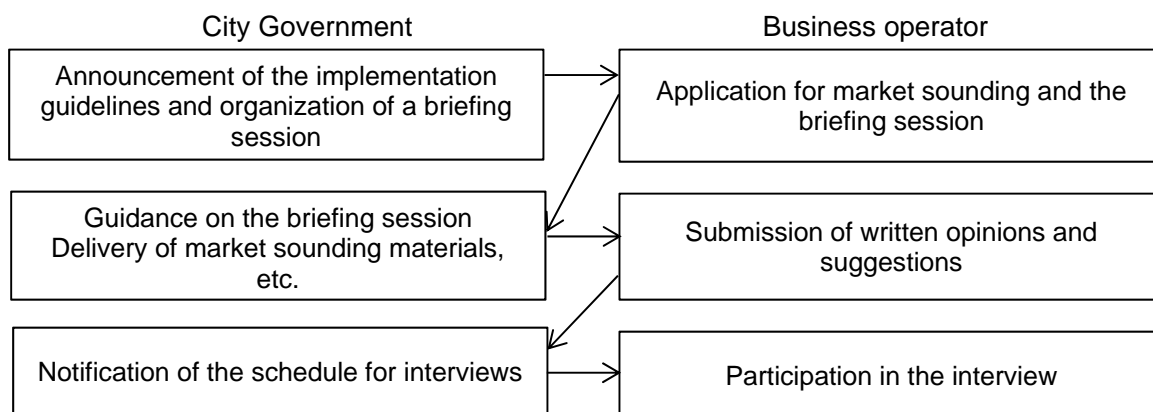 City Government
Business operator
Announcement of the implementation
guidelines and organization of a briefing
session
Application for market sounding and the
briefing session
Guidance on the briefing session
Delivery of market sounding materials,
etc.
Submission of written opinions and
suggestions
Notification of the schedule for interviews
Participation in the interview